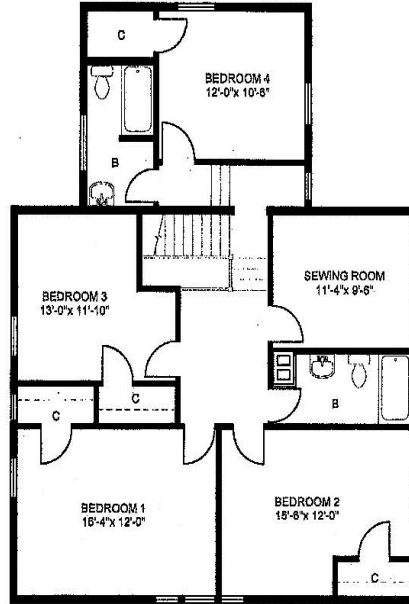 C
BEDROOM 4
12'-0"x 10'-6"
B
BEDROOM 3
13'-0"x 11'-10"
SEWING ROOM
11'-4"x 9'-6"
C
C
B
BEDROOM 1
16'-4"x 12'-0"
BEDROOM 2
15'-6"x 12'-0"
C